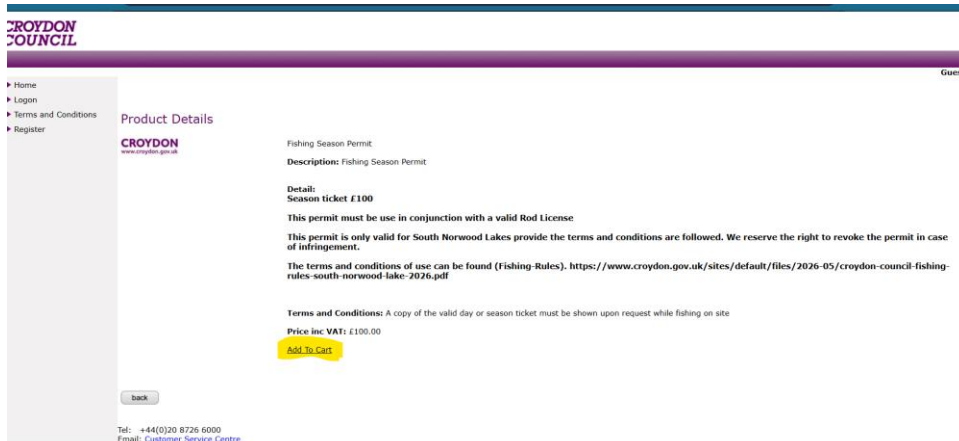 CROYDON
COUNCIL
Home
Logon
Terms and Conditions
Register
Product Details
CROYDON
www.croydon.gov.uk
Fishing Season Permit
Description: Fishing Season Permit
Detail:
Season ticket £100
This permit must be use in conjunction with a valid Rod License
This permit is only valid for South Norwood Lakes provide the terms and conditions are followed. We reserve the right to revoke the permit in case
of infringement.
The terms and conditions of use can be found (Fishing-Rules). https://www.croydon.gov.uk/sites/default/files/2026-05/croydon-council-fishing-
rules-south-norwood-lake-2026.pdf
Terms and Conditions: A copy of the valid day or season ticket must be shown upon request while fishing on site
Price inc VAT: £100.00
Add To Cart
back
Tel: +44(0)20 8726 6000
Email: Customer Service Centre